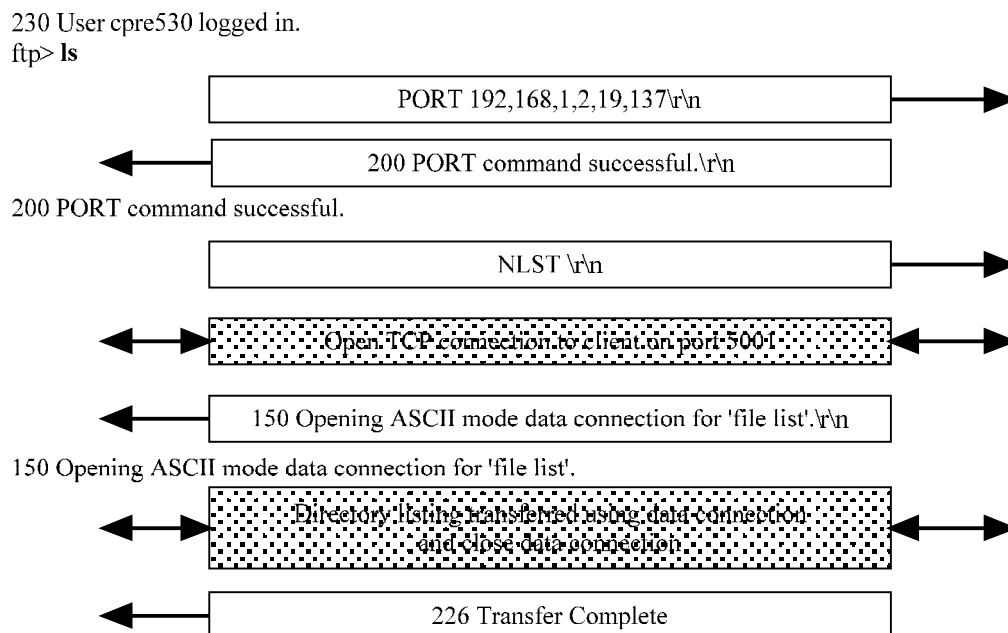 230 User cpre530 logged in.
ftp> ls
PORT 192,168,1,2,19,137\r\n
200 PORT command successful.\r\n
200 PORT command successful.
NLST \r\n
Open TCP connection to client on port 5001
150 Opening ASCII mode data connection for 'file list'.\r\n
150 Opening ASCII mode data connection for 'file list'.
Directory listing transferred using data connection
and close data connection
226 Transfer Complete